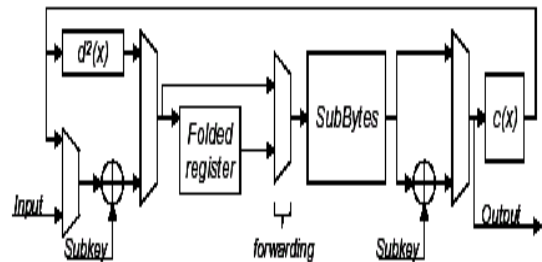 d²(x)
SubBytes
c(x)
Folded
register
Input
Output
Subkey
forwarding
Subkey